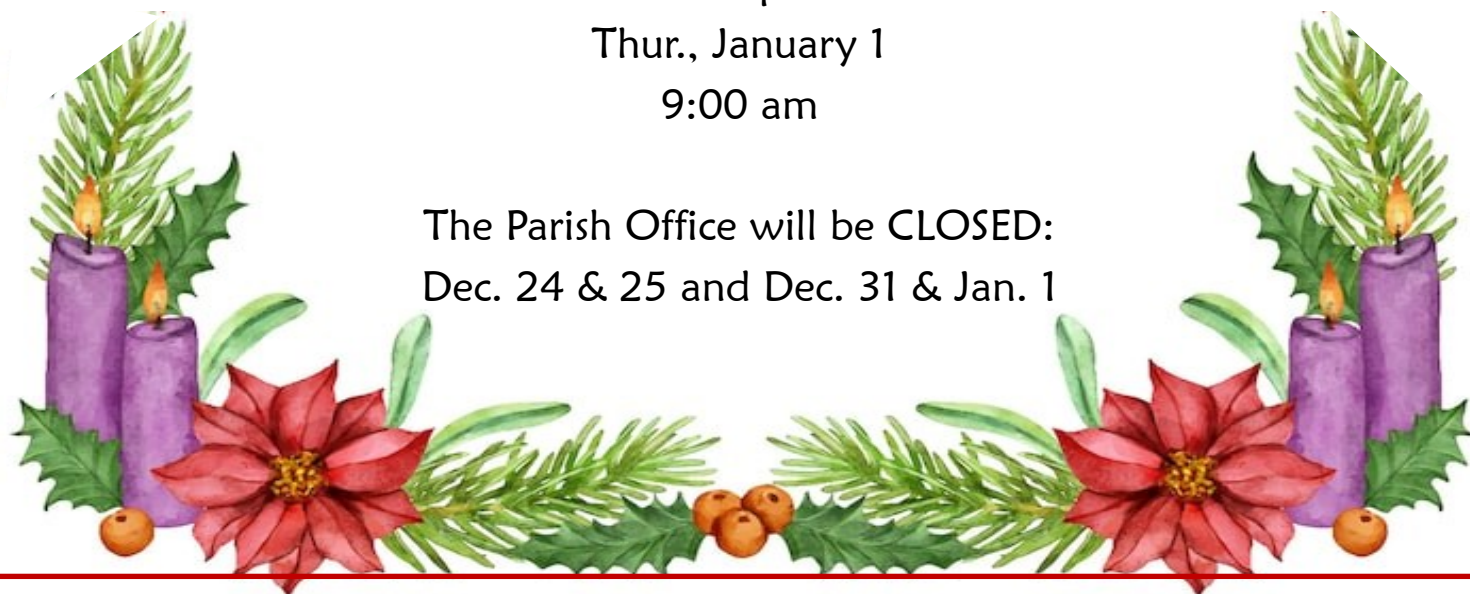 Thur., January 1
9:00 am
The Parish Office will be CLOSED:
Dec. 24 & 25 and Dec. 31 & Jan. 1